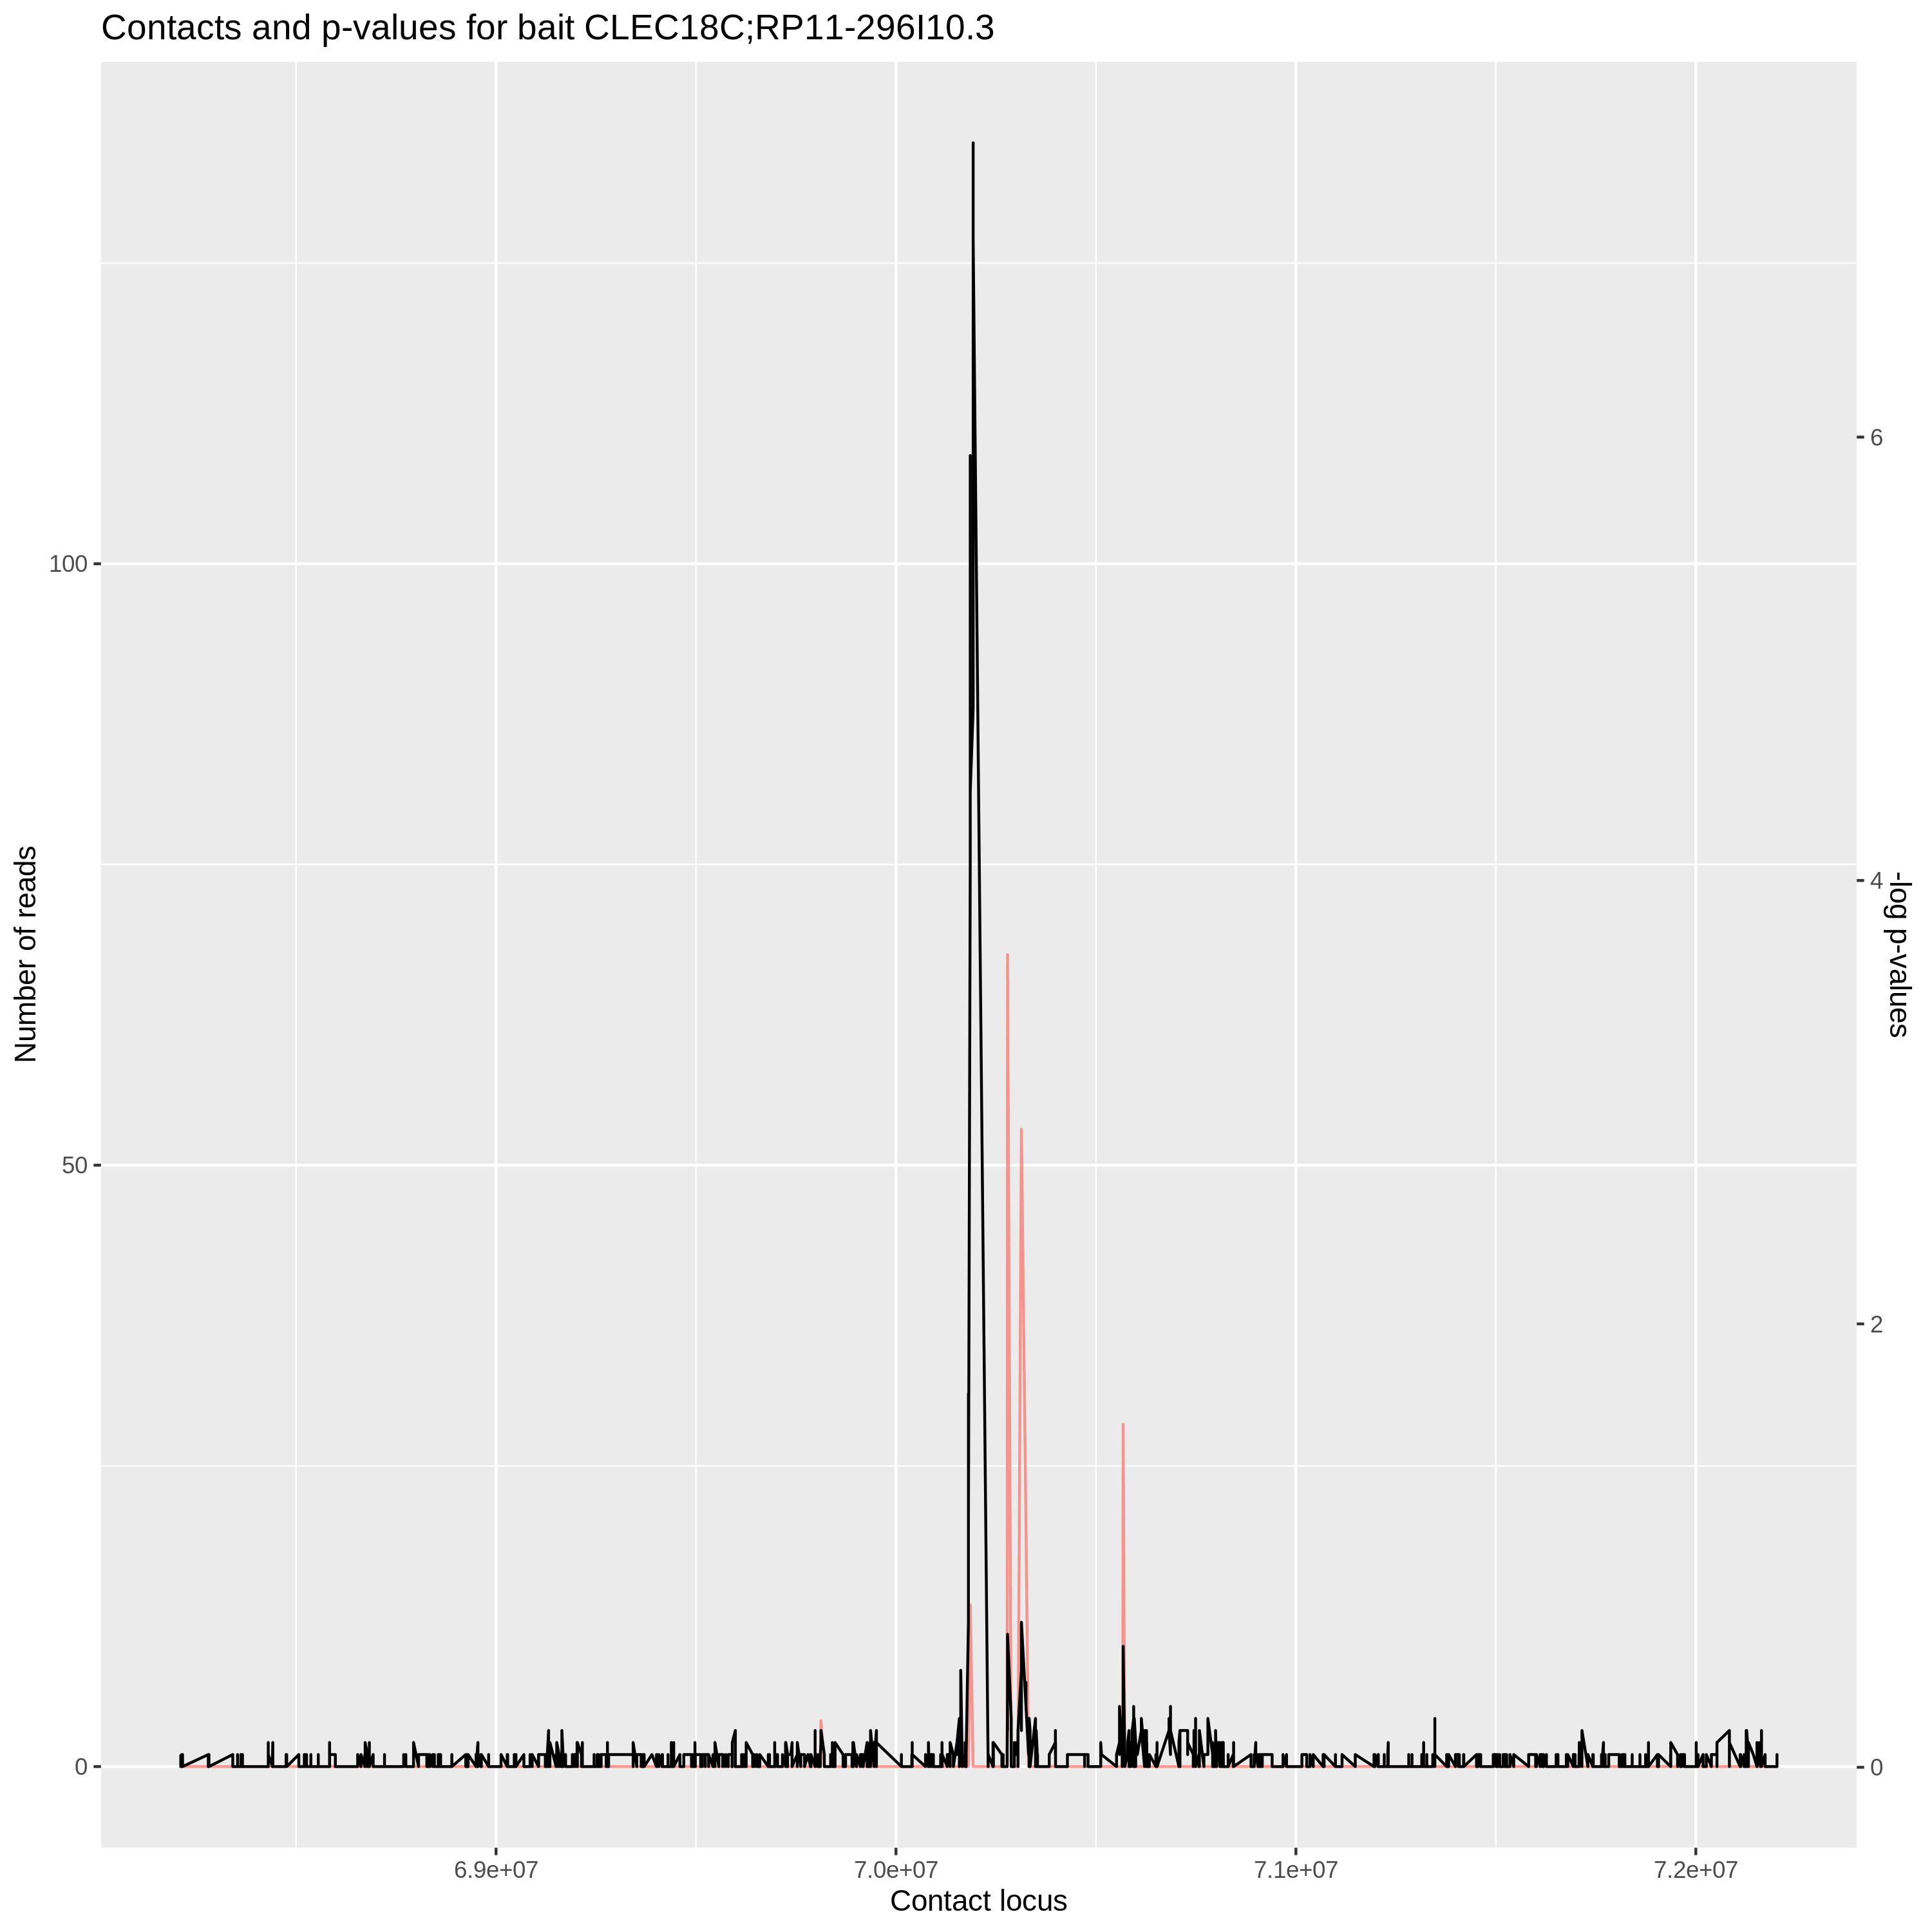 Contacts and p-values for bait CLEC18C;RP11-296I10.3
Number of reads
100
50
0
6
4
2
0
-log p-values
6.9e+07 7.0e+07 7.1e+07 7.2e+07
Contact locus